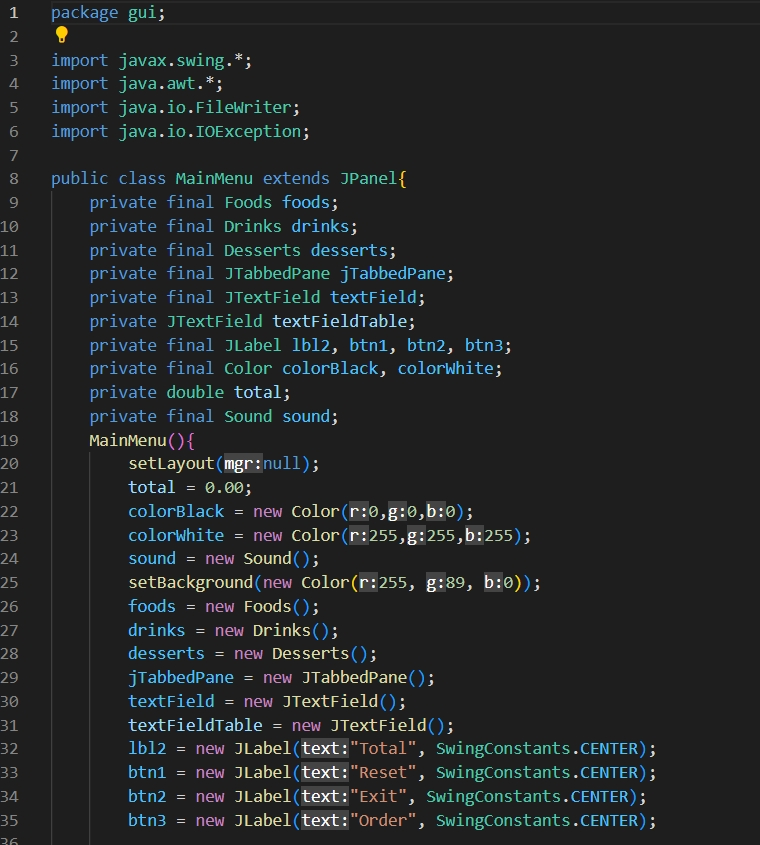 1 package gui;
2
3 import javax.swing.*;
4 import java.awt.*;
5 import java.io.FileWriter;
6 import java.io.IOException;
7
8 public class MainMenu extends JPanel{
9 private final Foods foods;
10 private final Drinks drinks;
11 private final Desserts desserts;
12 private final JTabbedPane jTabbedPane;
13 private final JTextField textField;
14 private JTextField textFieldTable;
15 private final JLabel lbl2, btn1, btn2, btn3;
16 private final Color colorBlack, colorWhite;
17 private double total;
18 private final Sound sound;
19 MainMenu(){
20 setLayout(mgr:null);
21 total = 0.00;
22 colorBlack = new Color(r:0,g:0,b:0);
23 colorWhite = new Color(r:255,g:255,b:255);
24 sound = new Sound();
25 setBackground(new Color(r:255, g:89, b:0));
26 foods = new Foods();
27 drinks = new Drinks();
28 desserts = new Desserts();
29 jTabbedPane = new JTabbedPane();
30 textField = new JTextField();
31 textFieldTable = new JTextField();
32 lbl2 = new JLabel(text:"Total", SwingConstants.CENTER);
33 btn1 = new JLabel(text:"Reset", SwingConstants.CENTER);
34 btn2 = new JLabel(text:"Exit", SwingConstants.CENTER);
35 btn3 = new JLabel(text:"Order", SwingConstants.CENTER);
36